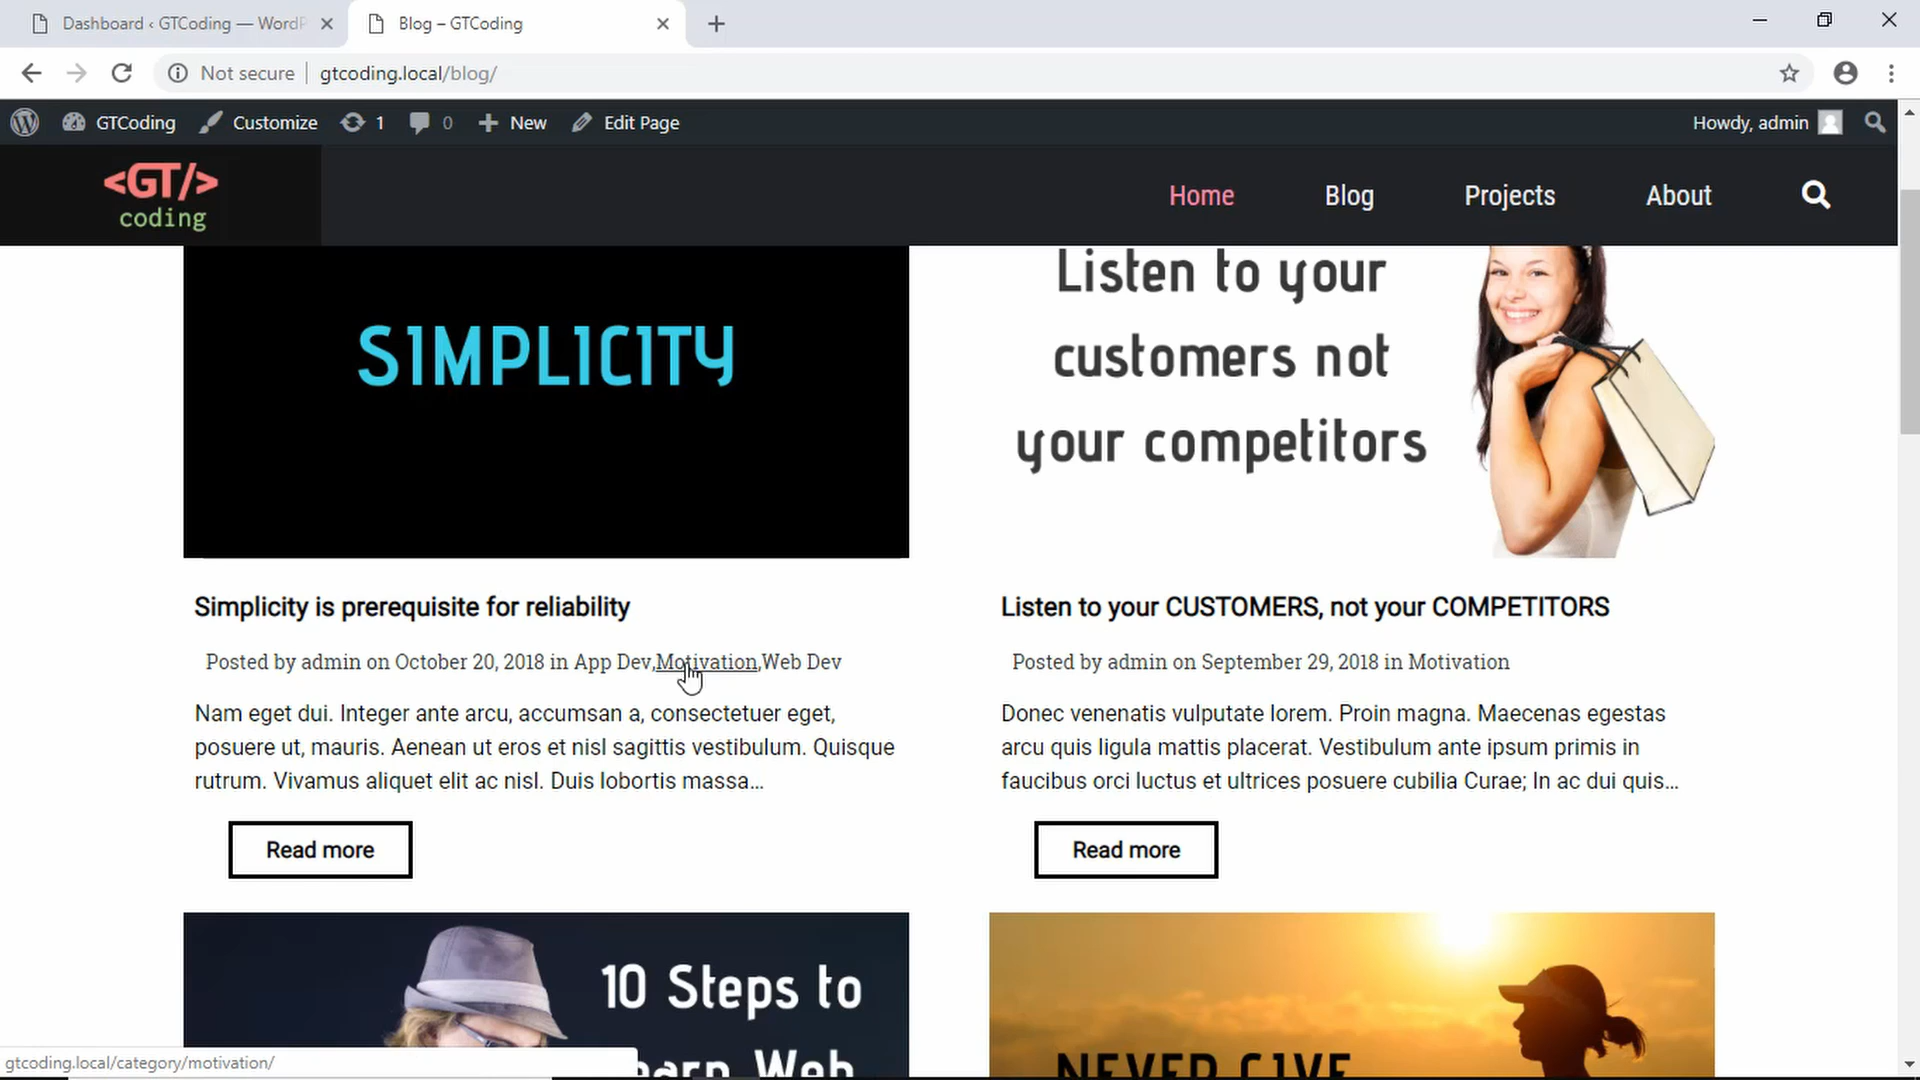 Dashboard ‹ GTCoding — WordP
Blog – GTCoding
Not secure
gtcoding.local/blog/
GTCoding
Customize
1
0
New
Edit Page
Howdy, admin
<GT/>
coding
Home
Blog
Projects
About
SIMPLICITY
Listen to your
customers not
your competitors
Simplicity is prerequisite for reliability
Posted by admin on October 20, 2018 in App Dev,Motivation,Web Dev
Nam eget dui. Integer ante arcu, accumsan a, consectetuer eget,
posuere ut, mauris. Aenean ut eros et nisl sagittis vestibulum. Quisque
rutrum. Vivamus aliquet elit ac nisl. Duis lobortis massa...
Read more
Listen to your CUSTOMERS, not your COMPETITORS
Posted by admin on September 29, 2018 in Motivation
Donec venenatis vulputate lorem. Proin magna. Maecenas egestas
arcu quis ligula mattis placerat. Vestibulum ante ipsum primis in
faucibus orci luctus et ultrices posuere cubilia Curae; In ac dui quis...
Read more
10 Steps to
earn Web
NEVER GIVE
gtcoding.local/category/motivation/